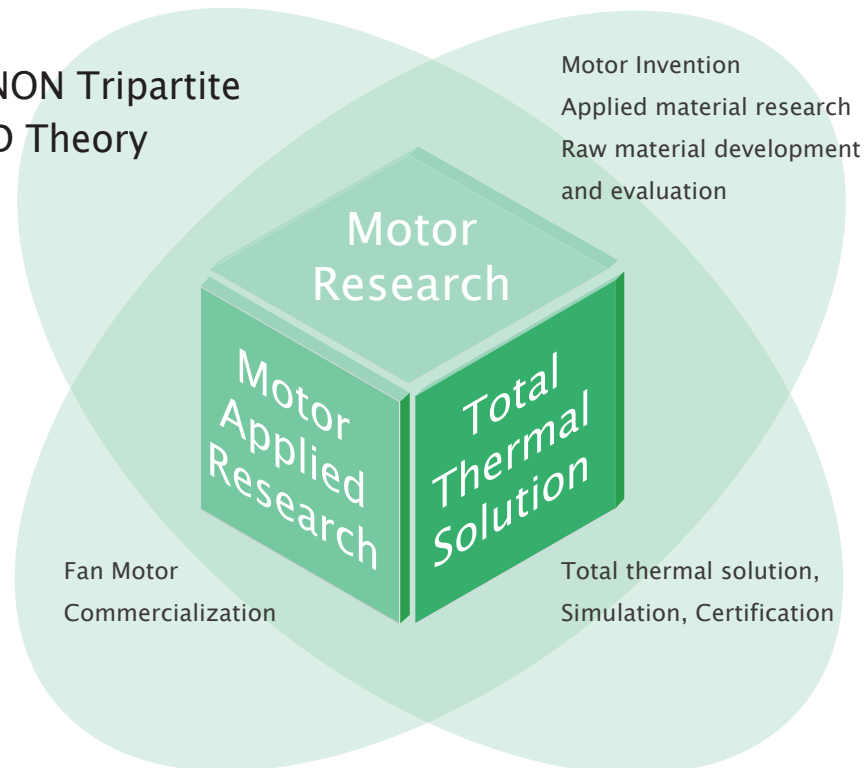 NON Tripartite
D Theory
Motor Invention
Applied material research
Raw material development
and evaluation
Motor
Research
Motor
Applied
Research
Total
Thermal
Solution
Fan Motor
Commercialization
Total thermal solution,
Simulation, Certification